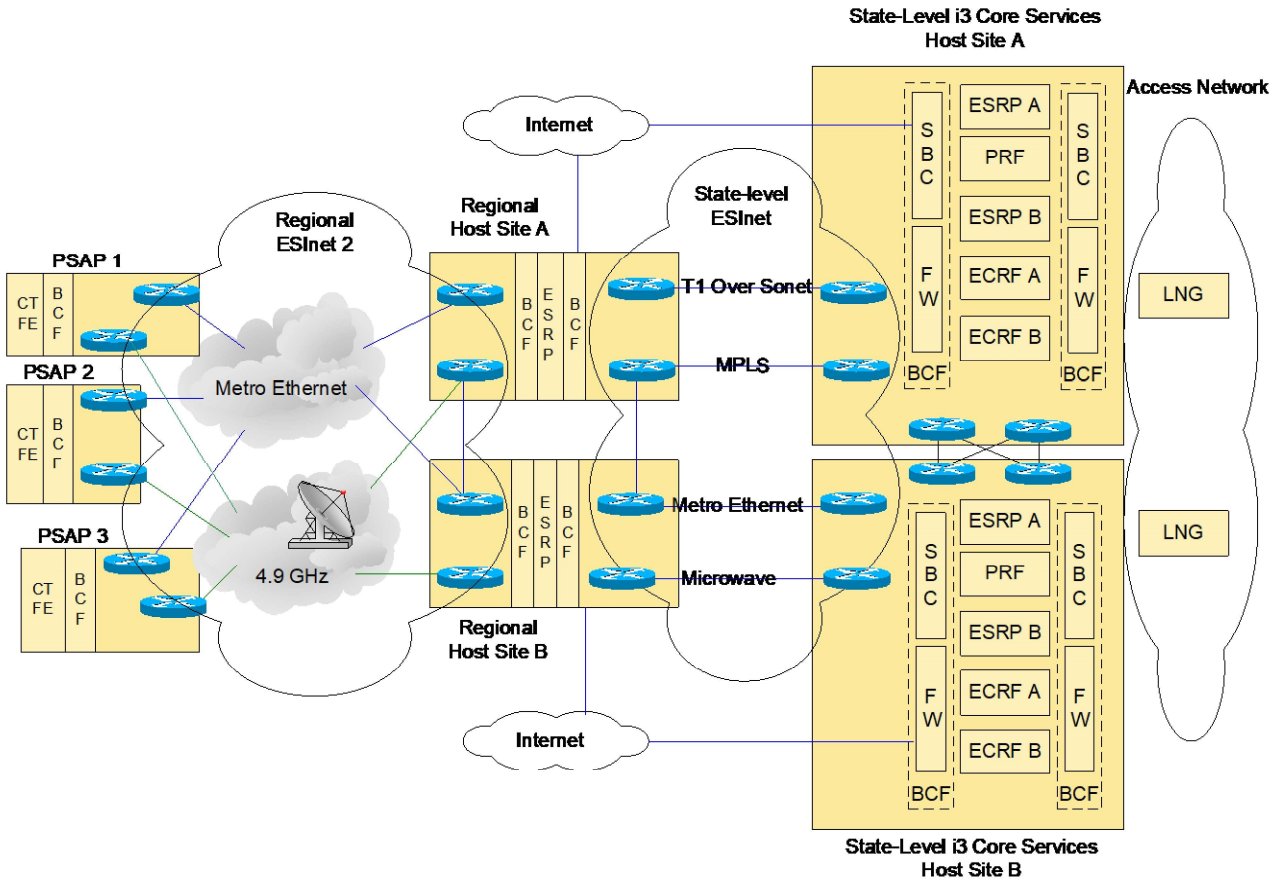 State-Level i3 Core Services
Host Site A
Access Network
Internet
Regional
ESInet 2
Regional
Host Site A
State-level
ESInet
PSAP 1
CT
FE
B
C
F
PSAP 2
CT
FE
B
C
F
PSAP 3
CT
FE
B
C
F
Metro Ethernet
4.9 GHz
B
C
F
E
S
R
P
B
C
F
T1 Over Sonet
MPLS
B
C
F
E
S
R
P
B
C
F
Metro Ethernet
Microwave
Regional
Host Site B
Internet
S
B
C
F
W
BCF
ESRP A
PRF
ESRP B
ECRF A
ECRF B
S
B
C
F
W
BCF
LNG
LNG
S
B
C
F
W
BCF
ESRP A
PRF
ESRP B
ECRF A
ECRF B
S
B
C
F
W
BCF
State-Level i3 Core Services
Host Site B